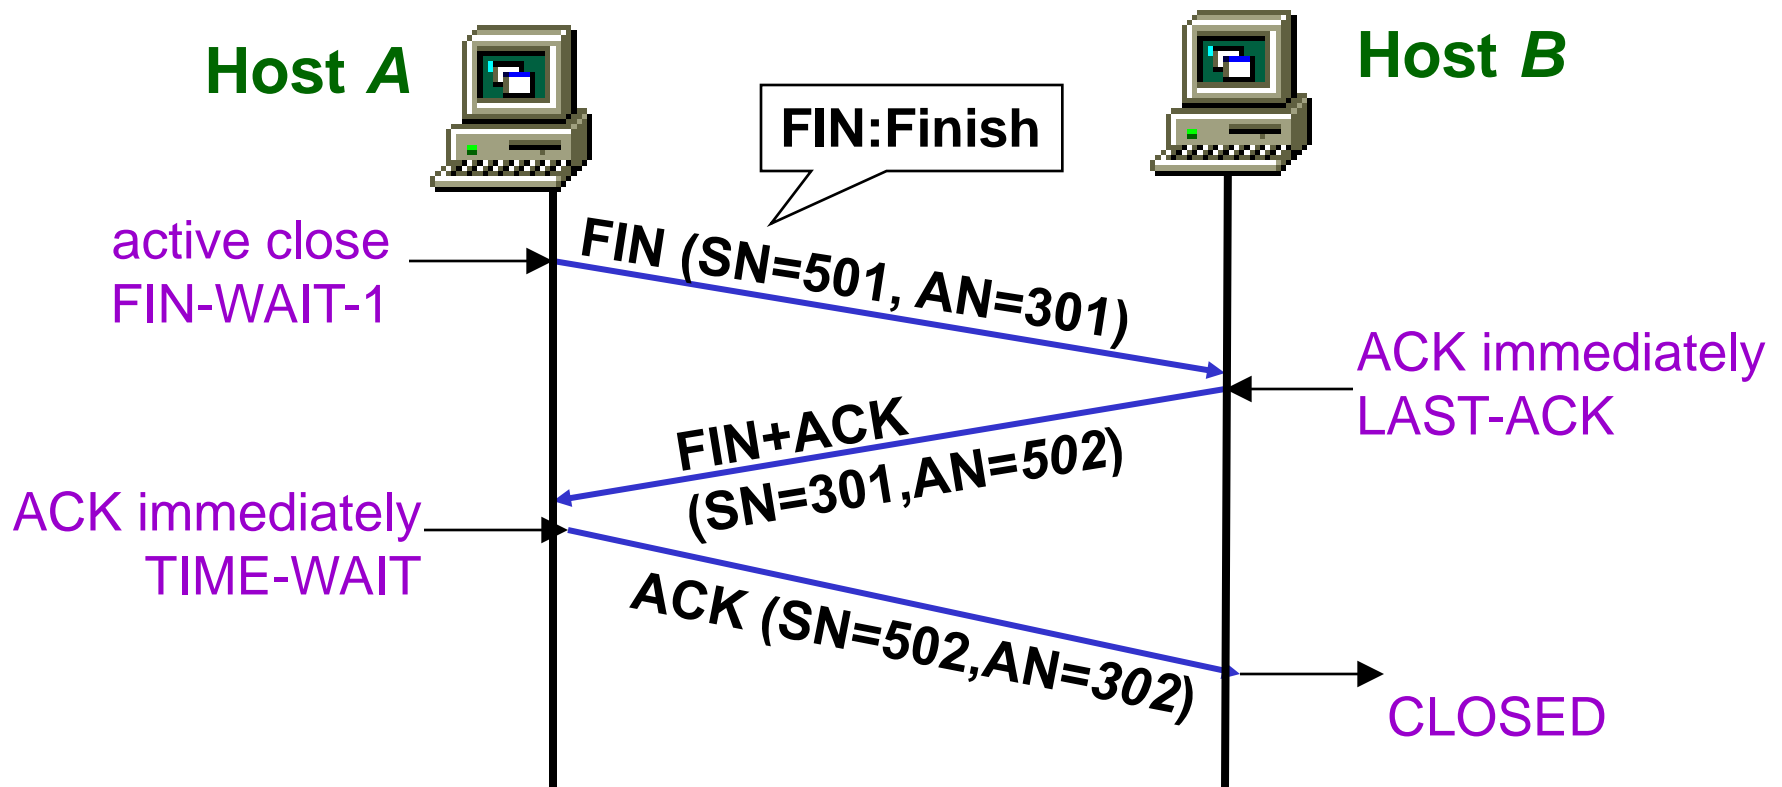 Host A
Host B
FIN:Finish
active close
FIN-WAIT-1
FIN (SN=501, AN=301)
ACK immediately
LAST-ACK
FIN+ACK
(SN=301,AN=502)
ACK immediately
TIME-WAIT
ACK (SN=502,AN=302)
CLOSED